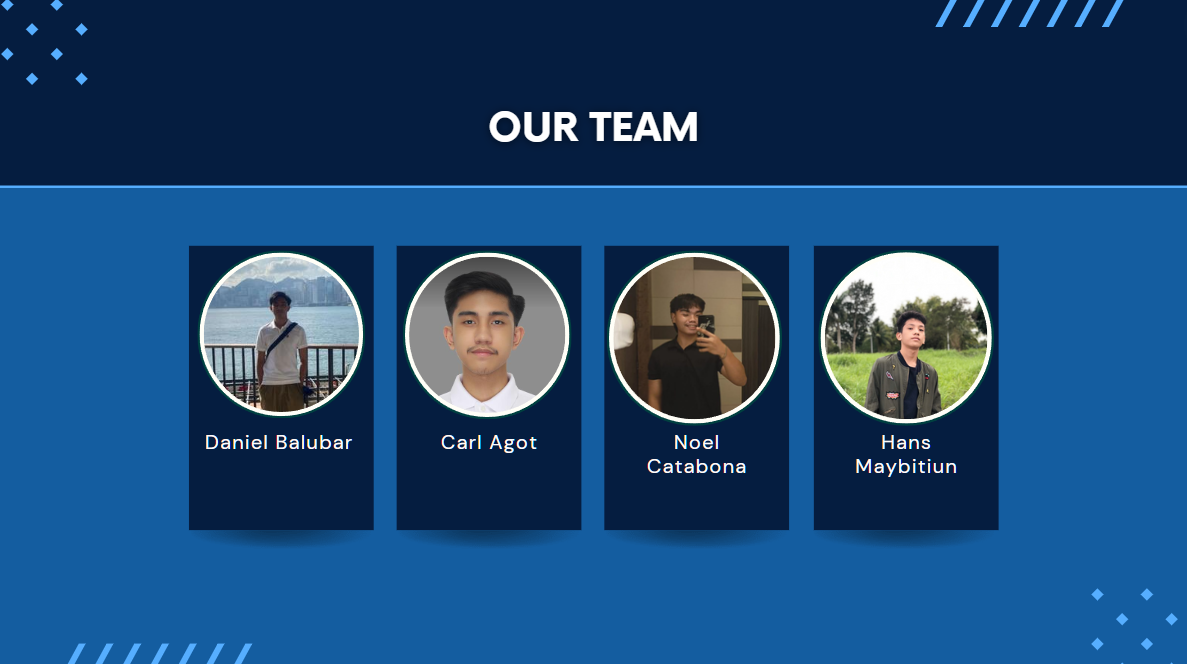 OUR TEAM
Daniel Balubar
Carl Agot
Noel
Catabona
Hans
Maybitiun